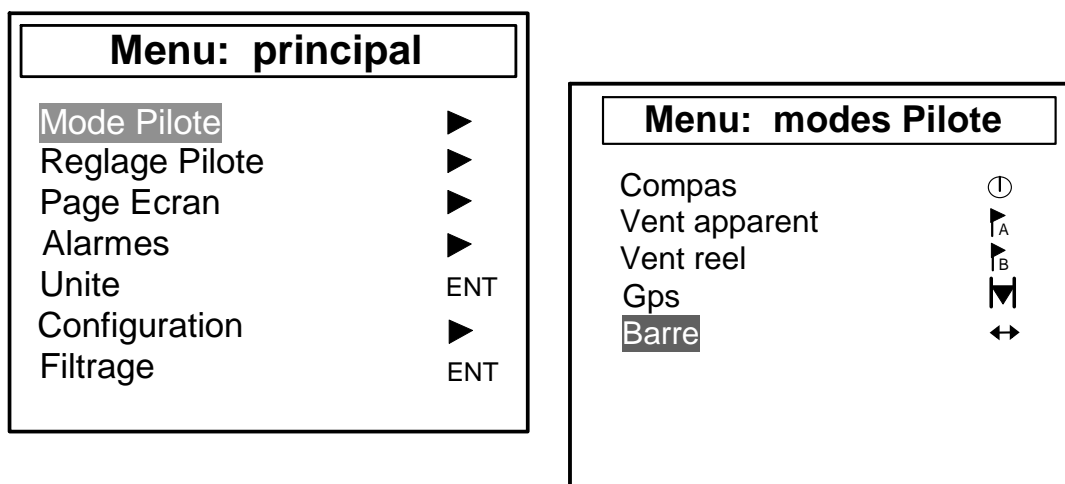 Menu: principal
Mode Pilote
Reglage Pilote
Page Ecran
Alarmes
Unite ENT
Configuration
Filtrage ENT
Menu: modes Pilote
Compas
Vent apparent A
Vent reel B
Gps
Barre